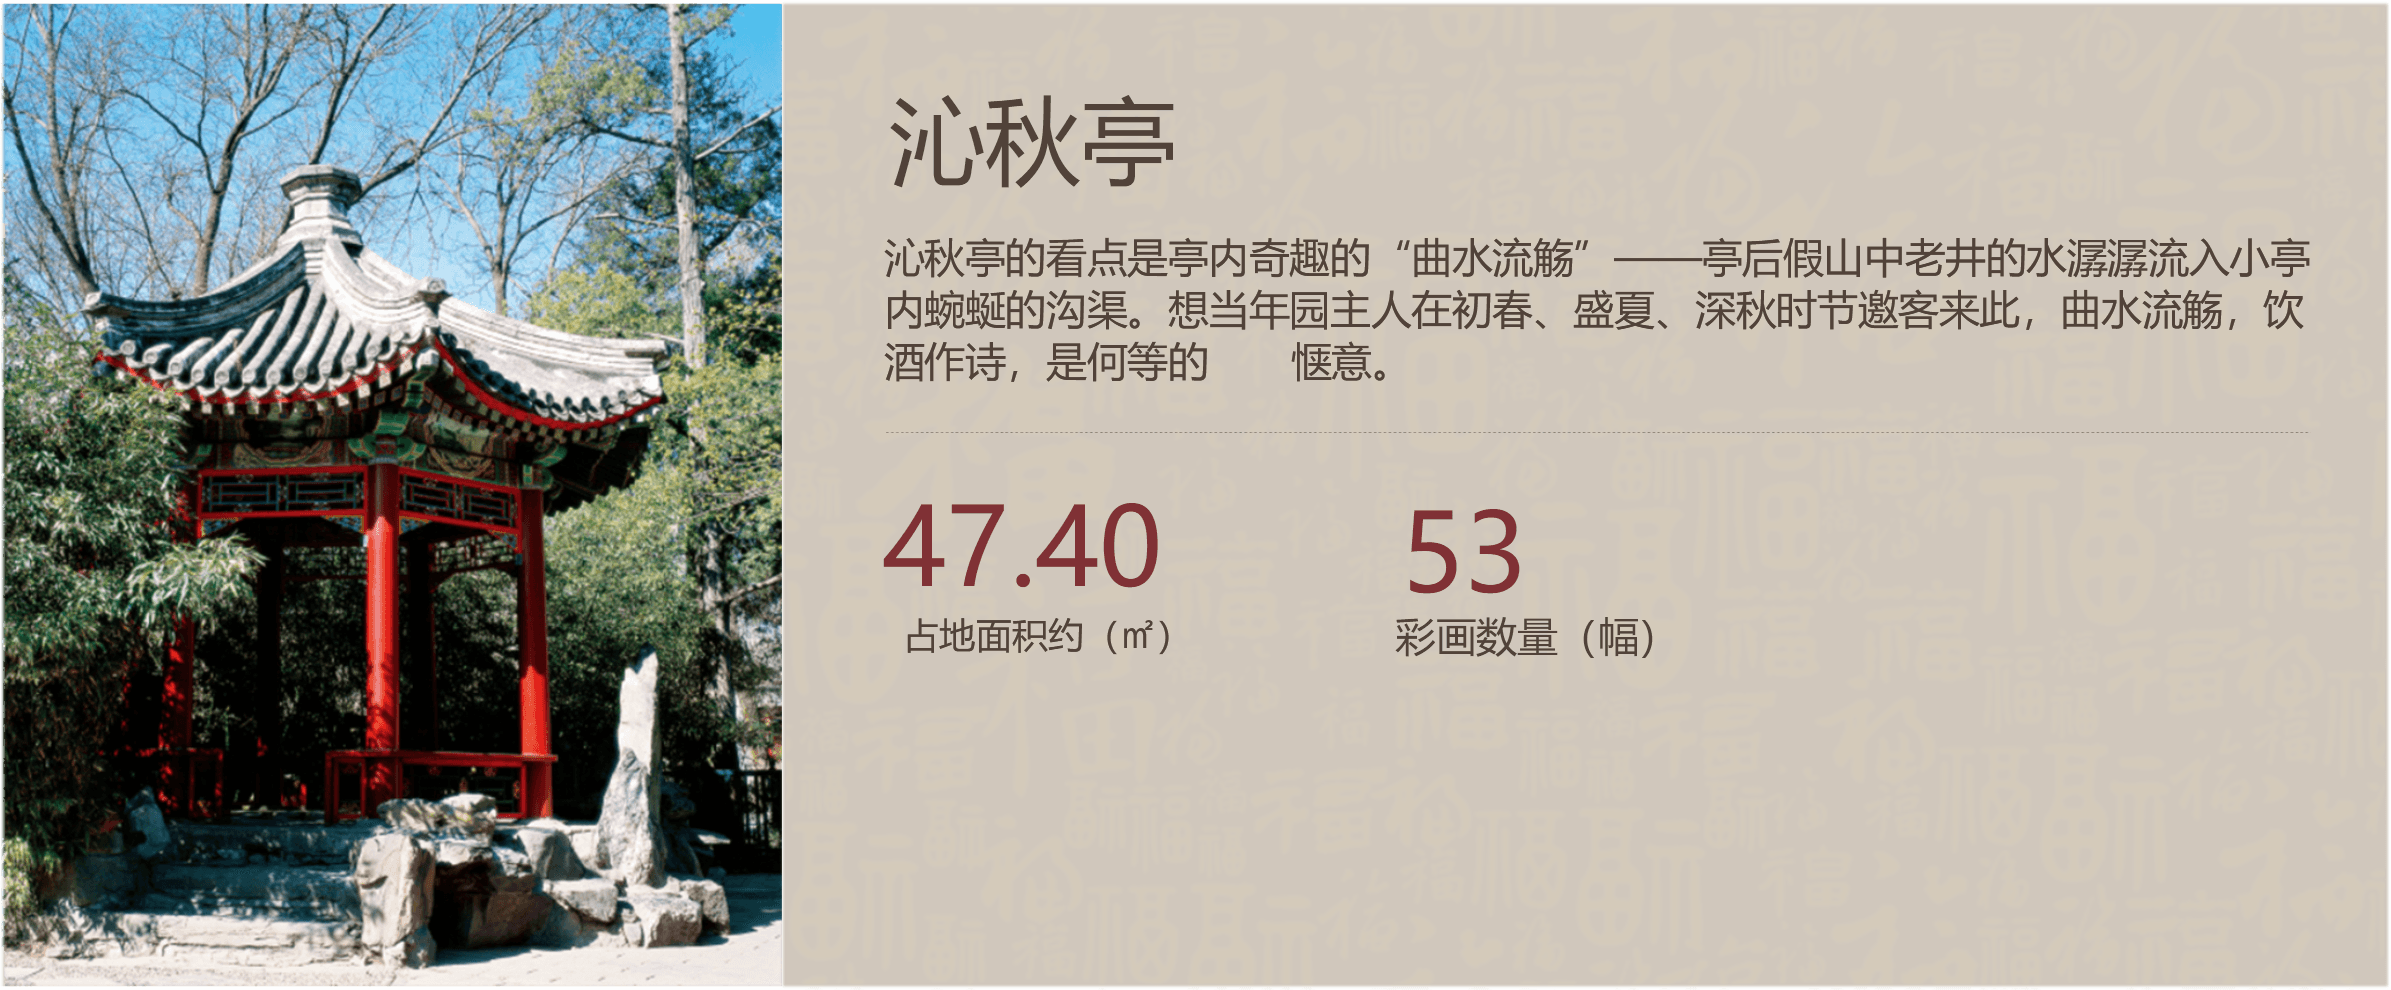 沁秋亭
沁秋亭的看点是亭内奇趣的“曲水流觞”——亭后假山中老井的水潺潺流入小亭
内蜿蜒的沟渠。想当年园主人在初春、盛夏、深秋时节邀客来此，曲水流觞，饮
酒作诗，是何等的　　惬意。
47.40
53
占地面积约（㎡）
彩画数量（幅）